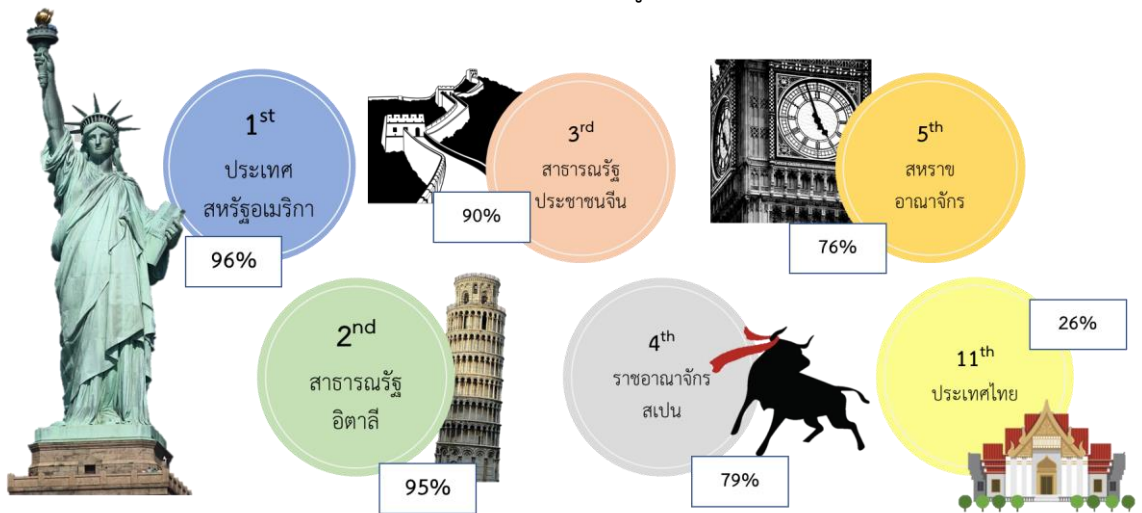 1st
ประเทศ
สหรัฐอเมริกา
96%
2nd
สาธารณรัฐ
อิตาลี
95%
3rd
สาธารณรัฐ
ประชาชนจีน
90%
4th
ราชอาณาจักร
สเปน
79%
5th
สหราช
อาณาจักร
76%
11th
ประเทศไทย
26%